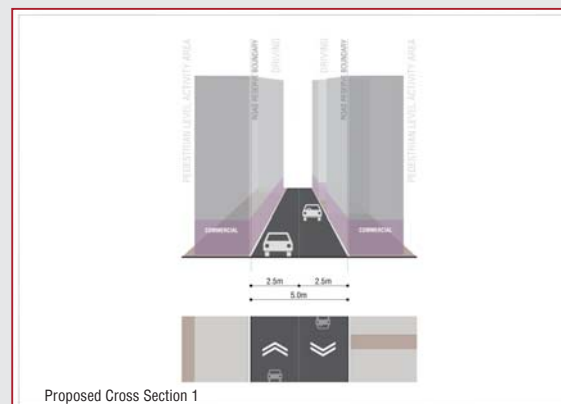 PEDESTRIAN LEVEL ACTIVITY AREA
ROAD RESERVE BOUNDARY
DRIVING
DRIVING
ROAD RESERVE BOUNDARY
PEDESTRIAN LEVEL ACTIVITY AREA
COMMERCIAL
COMMERCIAL
2.5m
2.5m
5.0m
Proposed Cross Section 1